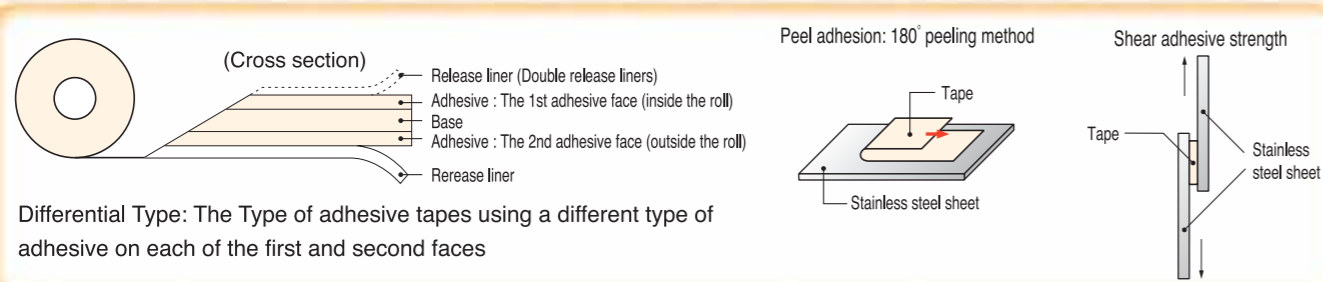 (Cross section)
Release liner (Double release liners)
Adhesive : The 1st adhesive face (inside the roll)
Base
Adhesive : The 2nd adhesive face (outside the roll)
Rerease liner
Differential Type: The Type of adhesive tapes using a different type of
adhesive on each of the first and second faces
Peel adhesion: 180° peeling method
Tape
Stainless steel sheet
Shear adhesive strength
Tape
Stainless
steel sheet